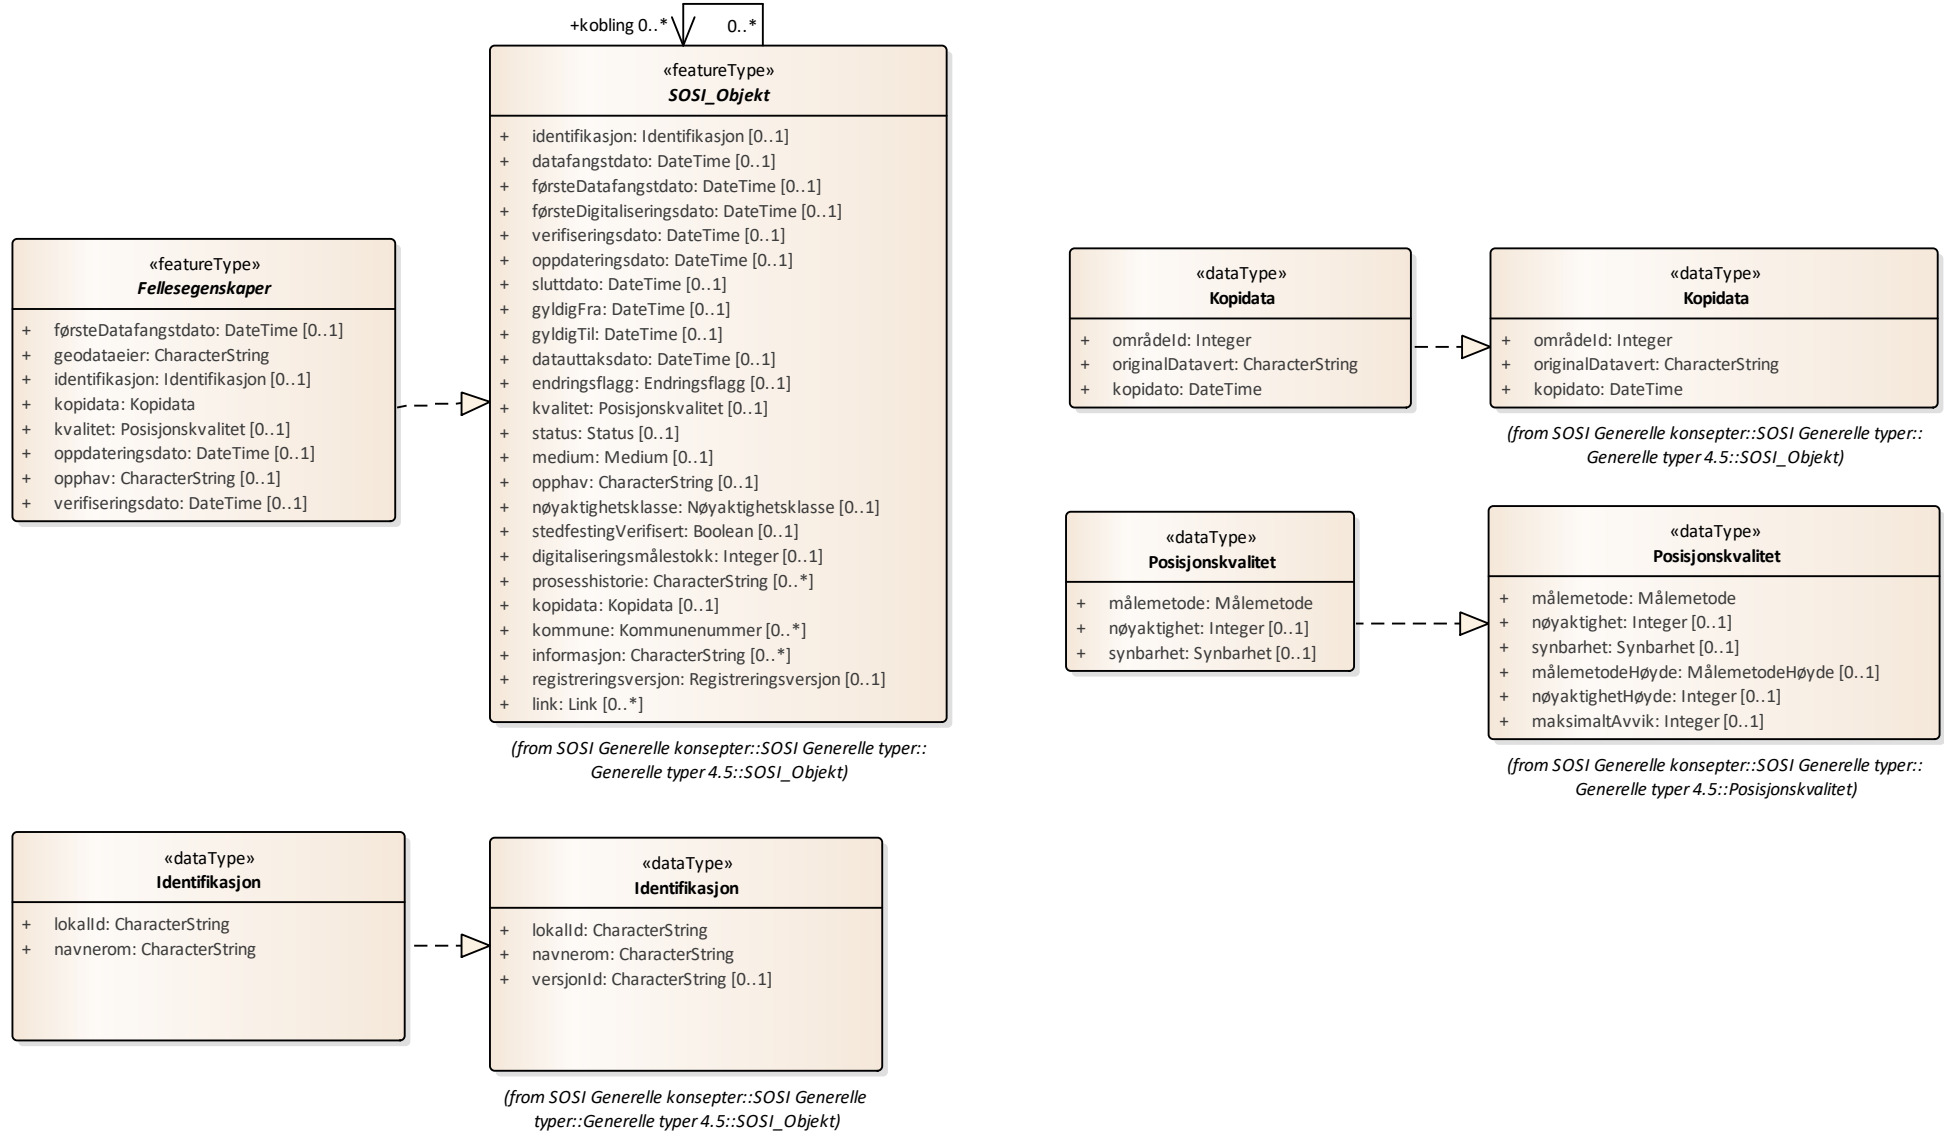 +kobling 0..*
0..*
«featureType»
SOSI_Objekt
+ identifikasjon: Identifikasjon [0..1]
+ datafangstdato: DateTime [0..1]
+ førsteDatafangstdato: DateTime [0..1]
+ førsteDigitaliseringsdato: DateTime [0..1]
+ verifiseringsdato: DateTime [0..1]
+ oppdateringsdato: DateTime [0..1]
+ sluttdato: DateTime [0..1]
+ gyldigFra: DateTime [0..1]
+ gyldigTil: DateTime [0..1]
+ datauttaksdato: DateTime [0..1]
+ endringsflagg: Endringsflagg [0..1]
+ kvalitet: Posisjonskvalitet [0..1]
+ status: Status [0..1]
+ medium: Medium [0..1]
+ opphav: CharacterString [0..1]
+ nøyaktighetsklasse: Nøyaktighetsklasse [0..1]
+ stedfestingVerifisert: Boolean [0..1]
+ digitaliseringsmålestokk: Integer [0..1]
+ prosesshistorie: CharacterString [0..*]
+ kopidata: Kopidata [0..1]
+ kommune: Kommunenummer [0..*]
+ informasjon: CharacterString [0..*]
+ registreringsversjon: Registreringsversjon [0..1]
+ link: Link [0..*]
(from SOSI Generelle konsepter::SOSI Generelle typer::
Generelle typer 4.5::SOSI_Objekt)
«featureType»
Fellesegenskaper
+ førsteDatafangstdato: DateTime [0..1]
+ geodataeier: CharacterString
+ identifikasjon: Identifikasjon [0..1]
+ kopidata: Kopidata
+ kvalitet: Posisjonskvalitet [0..1]
+ oppdateringsdato: DateTime [0..1]
+ opphav: CharacterString [0..1]
+ verifiseringsdato: DateTime [0..1]
«dataType»
Kopidata
+ områdeId: Integer
+ originalDatavert: CharacterString
+ kopidato: DateTime
«dataType»
Kopidata
+ områdeId: Integer
+ originalDatavert: CharacterString
+ kopidato: DateTime
(from SOSI Generelle konsepter::SOSI Generelle typer::
Generelle typer 4.5::SOSI_Objekt)
«dataType»
Posisjonskvalitet
+ målemetode: Målemetode
+ nøyaktighet: Integer [0..1]
+ synbarhet: Synbarhet [0..1]
«dataType»
Posisjonskvalitet
+ målemetode: Målemetode
+ nøyaktighet: Integer [0..1]
+ synbarhet: Synbarhet [0..1]
+ målemetodeHøyde: MålemetodeHøyde [0..1]
+ nøyaktighetHøyde: Integer [0..1]
+ maksimaltAvvik: Integer [0..1]
(from SOSI Generelle konsepter::SOSI Generelle typer::
Generelle typer 4.5::Posisjonskvalitet)
«dataType»
Identifikasjon
+ lokalId: CharacterString
+ navnerom: CharacterString
«dataType»
Identifikasjon
+ lokalId: CharacterString
+ navnerom: CharacterString
+ versjonId: CharacterString [0..1]
(from SOSI Generelle konsepter::SOSI Generelle
typer::Generelle typer 4.5::SOSI_Objekt)